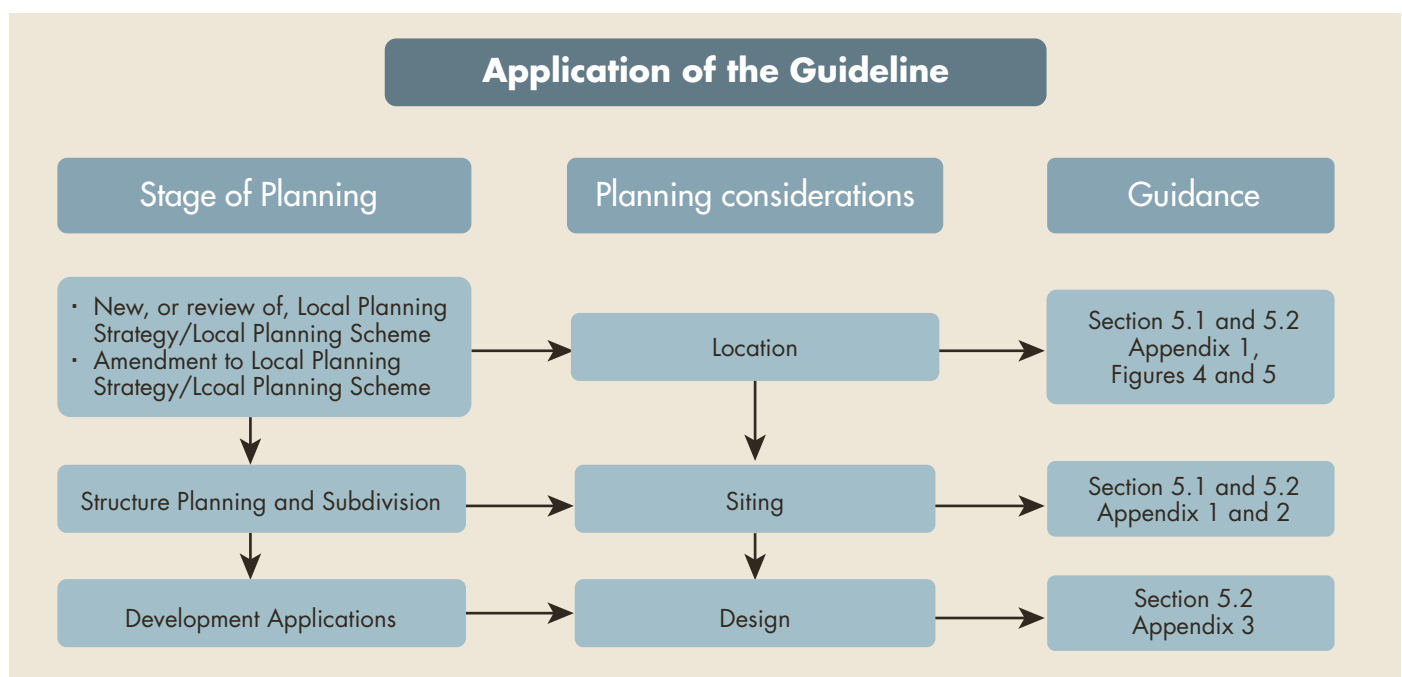 Application of the Guideline
Stage of Planning
Planning considerations
Guidance
· New, or review of, Local Planning
Strategy/Local Planning Scheme
· Amendment to Local Planning
Strategy/Lcoal Planning Scheme
Location
Section 5.1 and 5.2
Appendix 1,
Figures 4 and 5
Structure Planning and Subdivision
Siting
Section 5.1 and 5.2
Appendix 1 and 2
Development Applications
Design
Section 5.2
Appendix 3